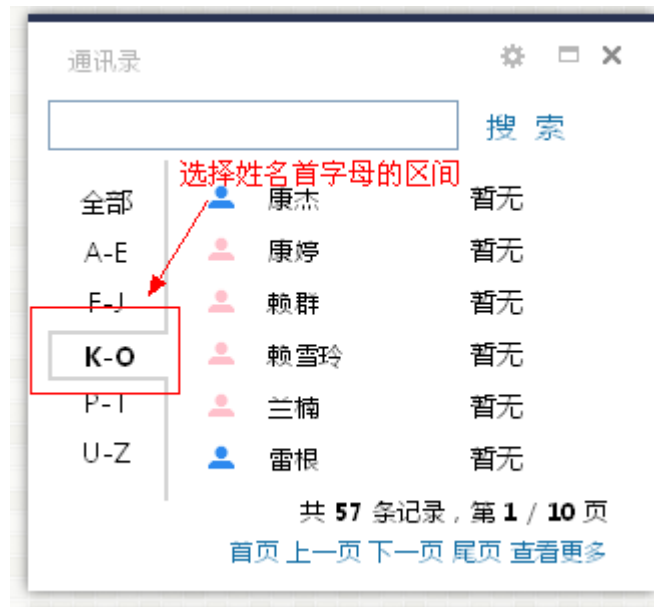 通讯录
搜 索
选择姓名首字母的区间
全部 康杰 暂无
A-E 康婷 暂无
F-J 赖群 暂无
K-O 赖雪玲 暂无
P-T 兰楠 暂无
U-Z 雷根 暂无
共 57 条记录 , 第 1 / 10 页
首页 上一页 下一页 尾页 查看更多